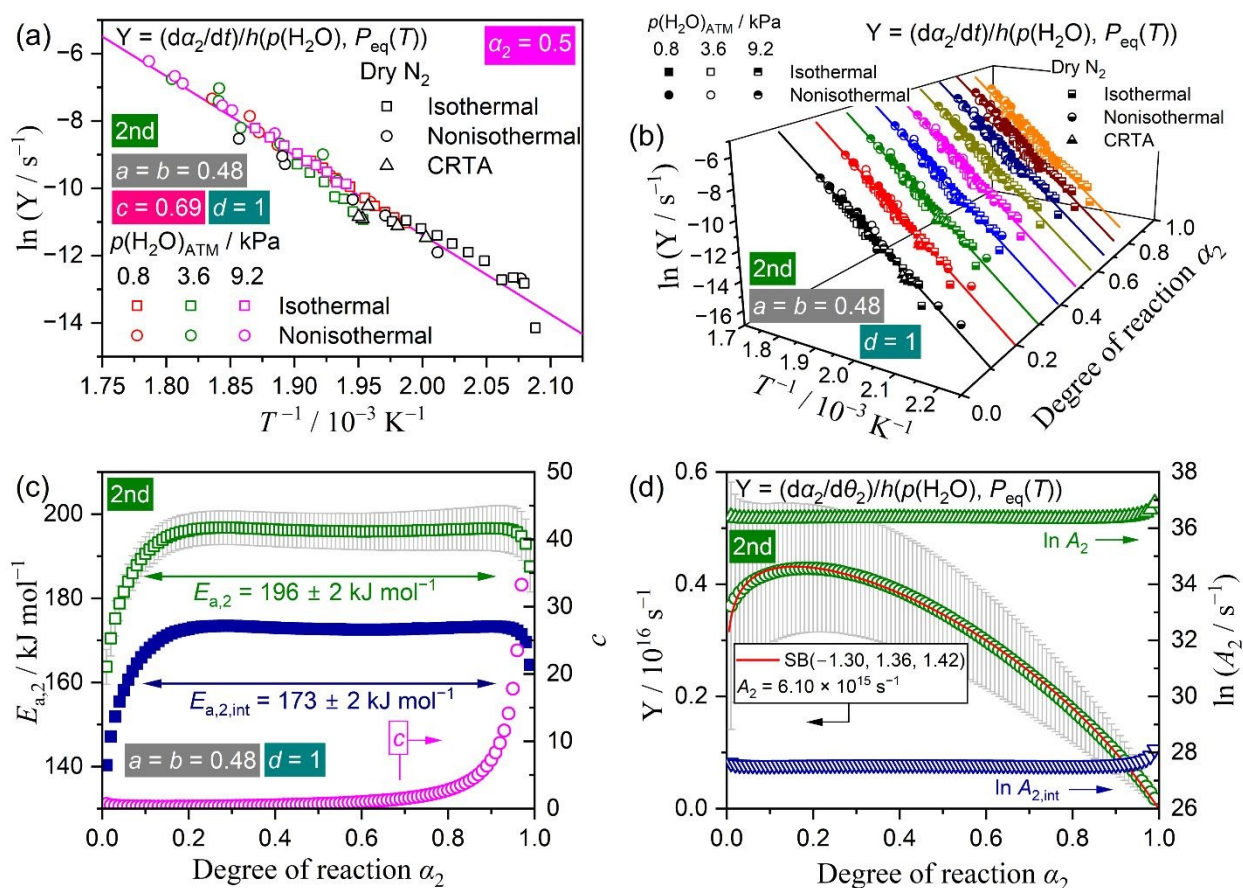 (a)
Y = (dα₂/dt)/h(p(H₂O), P_eq(T))
α₂ = 0.5
Dry N₂
Isothermal
Nonisothermal
CRTA
2nd
a = b = 0.48
c = 0.69
d = 1
p(H₂O)_ATM / kPa
0.8 3.6 9.2
Isothermal
Nonisothermal
ln (Y / s⁻¹)
−6
−8
−10
−12
−14
1.75 1.80 1.85 1.90 1.95 2.00 2.05 2.10
T⁻¹ / 10⁻³ K⁻¹
(b)
p(H₂O)_ATM / kPa
0.8 3.6 9.2
Isothermal
Nonisothermal
Y = (dα₂/dt)/h(p(H₂O), P_eq(T))
Dry N₂
Isothermal
Nonisothermal
CRTA
ln (Y / s⁻¹)
−6
−8
−10
−12
−14
−16
2nd
a = b = 0.48
d = 1
1.7 1.8 1.9 2.0 2.1 2.2
T⁻¹ / 10⁻³ K⁻¹
0.0 0.2 0.4 0.6 0.8 1.0
Degree of reaction α₂
(c)
2nd
E_a,2 = 196 ± 2 kJ mol⁻¹
E_a,2,int = 173 ± 2 kJ mol⁻¹
a = b = 0.48
d = 1
c
E_a,2 / kJ mol⁻¹
200
190
180
170
160
150
140
50
40
30
20
10
0
c
0.0 0.2 0.4 0.6 0.8 1.0
Degree of reaction α₂
(d)
Y = (dα₂/dθ₂)/h(p(H₂O), P_eq(T))
2nd
ln A₂
SB(−1.30, 1.36, 1.42)
A₂ = 6.10 × 10¹⁵ s⁻¹
ln A₂,int
Y / 10¹⁶ s⁻¹
0.6
0.4
0.2
0.0
38
36
34
32
30
28
26
ln (A₂ / s⁻¹)
0.0 0.2 0.4 0.6 0.8 1.0
Degree of reaction α₂